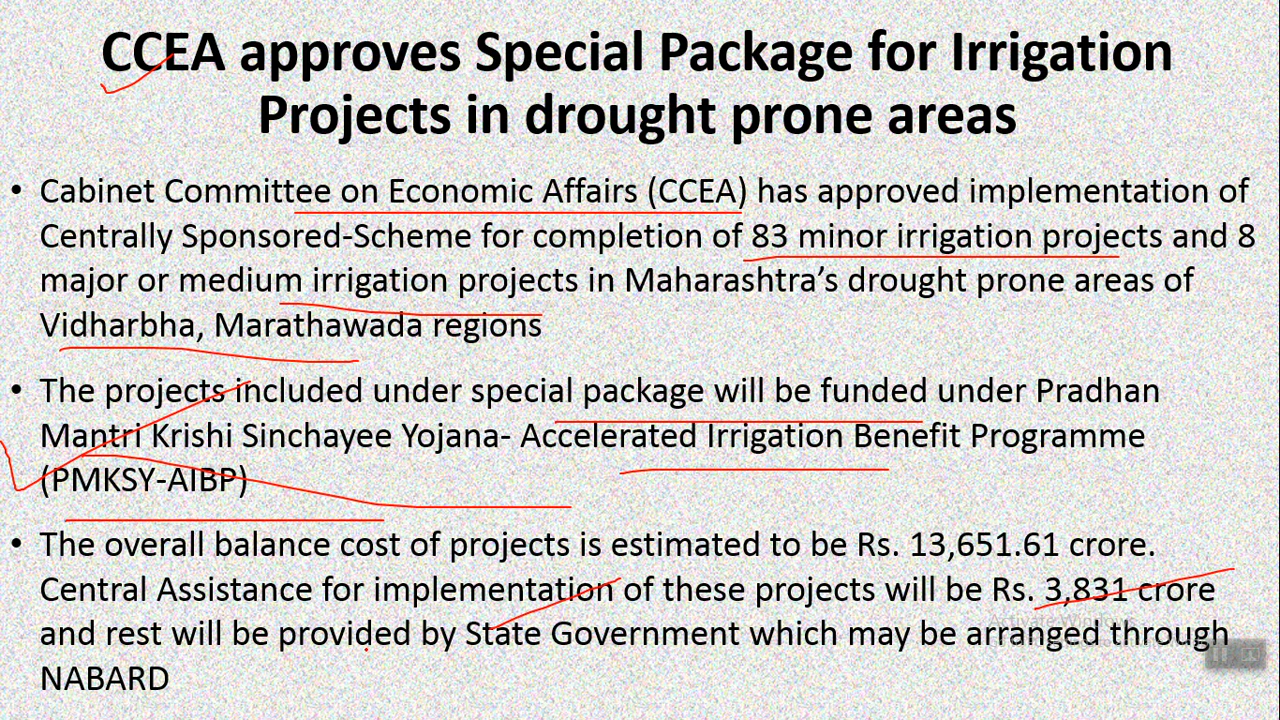 CCEA approves Special Package for Irrigation
Projects in drought prone areas
• Cabinet Committee on Economic Affairs (CCEA) has approved implementation of
Centrally Sponsored-Scheme for completion of 83 minor irrigation projects and 8
major or medium irrigation projects in Maharashtra’s drought prone areas of
Vidharbha, Marathawada regions
• The projects included under special package will be funded under Pradhan
Mantri Krishi Sinchayee Yojana- Accelerated Irrigation Benefit Programme
(PMKSY-AIBP)
• The overall balance cost of projects is estimated to be Rs. 13,651.61 crore.
Central Assistance for implementation of these projects will be Rs. 3,831 crore
and rest will be provided by State Government which may be arranged through
NABARD